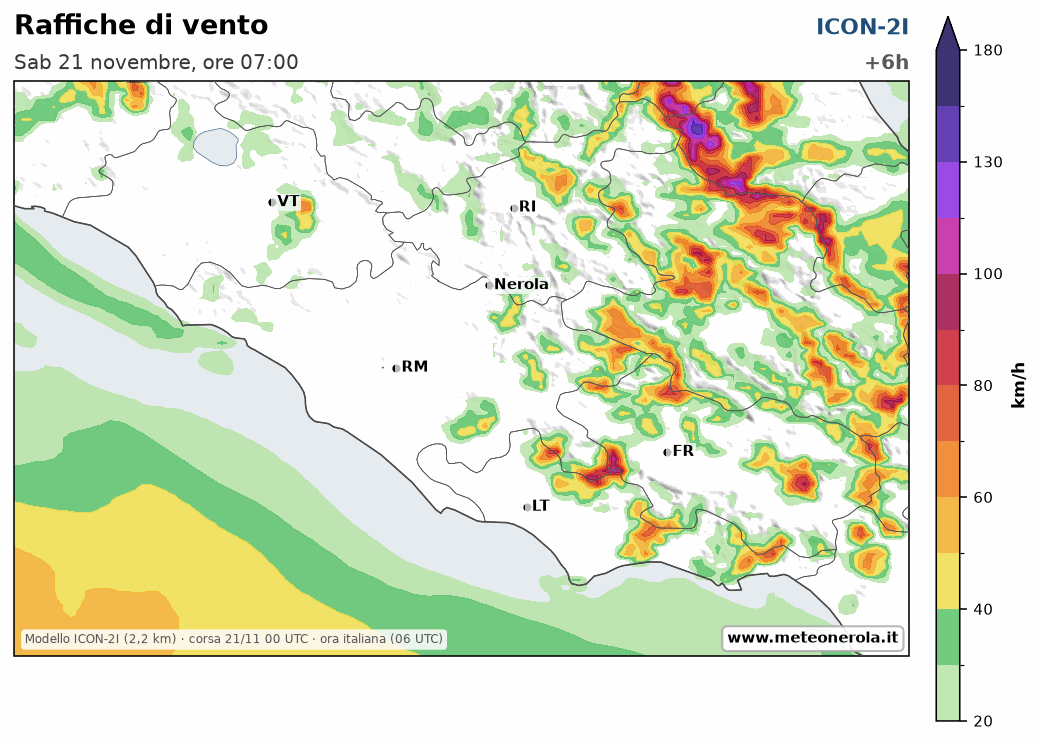 Raffiche di vento
ICON-2I
Sab 21 novembre, ore 07:00
+6h
180
130
100
80
60
40
20
km/h
VT
RI
Nerola
RM
FR
LT
Modello ICON-2I (2,2 km) · corsa 21/11 00 UTC · ora italiana (06 UTC)
www.meteonerola.it